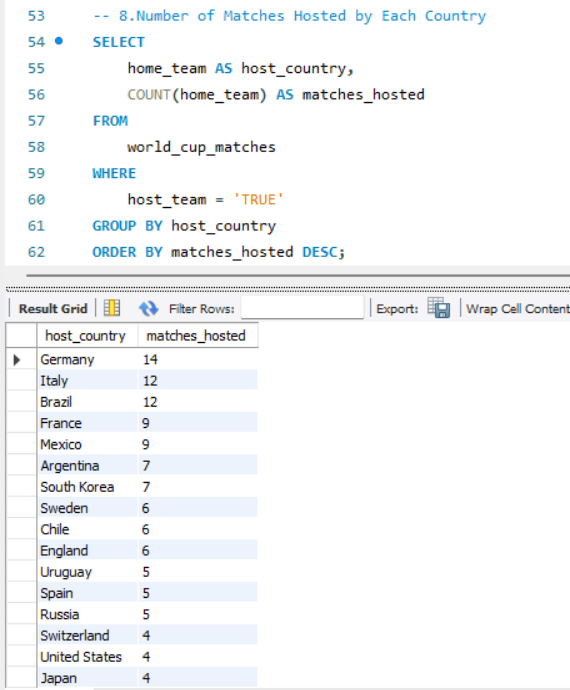 53 -- 8.Number of Matches Hosted by Each Country
54 SELECT
55 home_team AS host_country,
56 COUNT(home_team) AS matches_hosted
57 FROM
58 world_cup_matches
59 WHERE
60 host_team = 'TRUE'
61 GROUP BY host_country
62 ORDER BY matches_hosted DESC;
Result Grid Filter Rows: Export: Wrap Cell Content
host_country matches_hosted
Germany 14
Italy 12
Brazil 12
France 9
Mexico 9
Argentina 7
South Korea 7
Sweden 6
Chile 6
England 6
Uruguay 5
Spain 5
Russia 5
Switzerland 4
United States 4
Japan 4